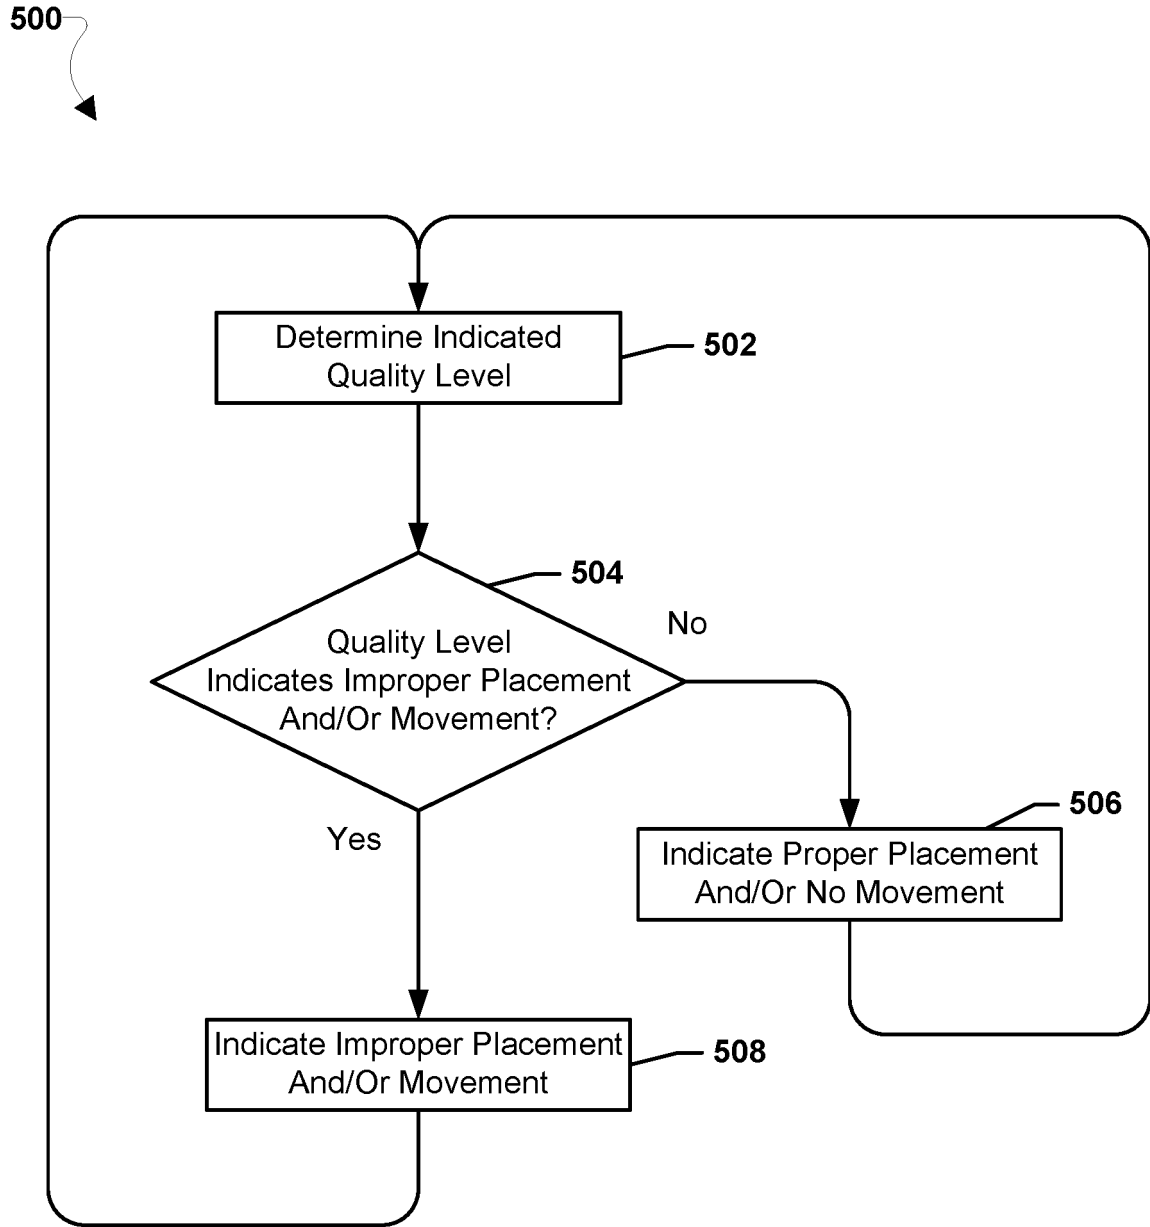 500
Determine Indicated
Quality Level
502
504
Quality Level
Indicates Improper Placement
And/Or Movement?
No
Yes
506
Indicate Proper Placement
And/Or No Movement
Indicate Improper Placement
And/Or Movement
508